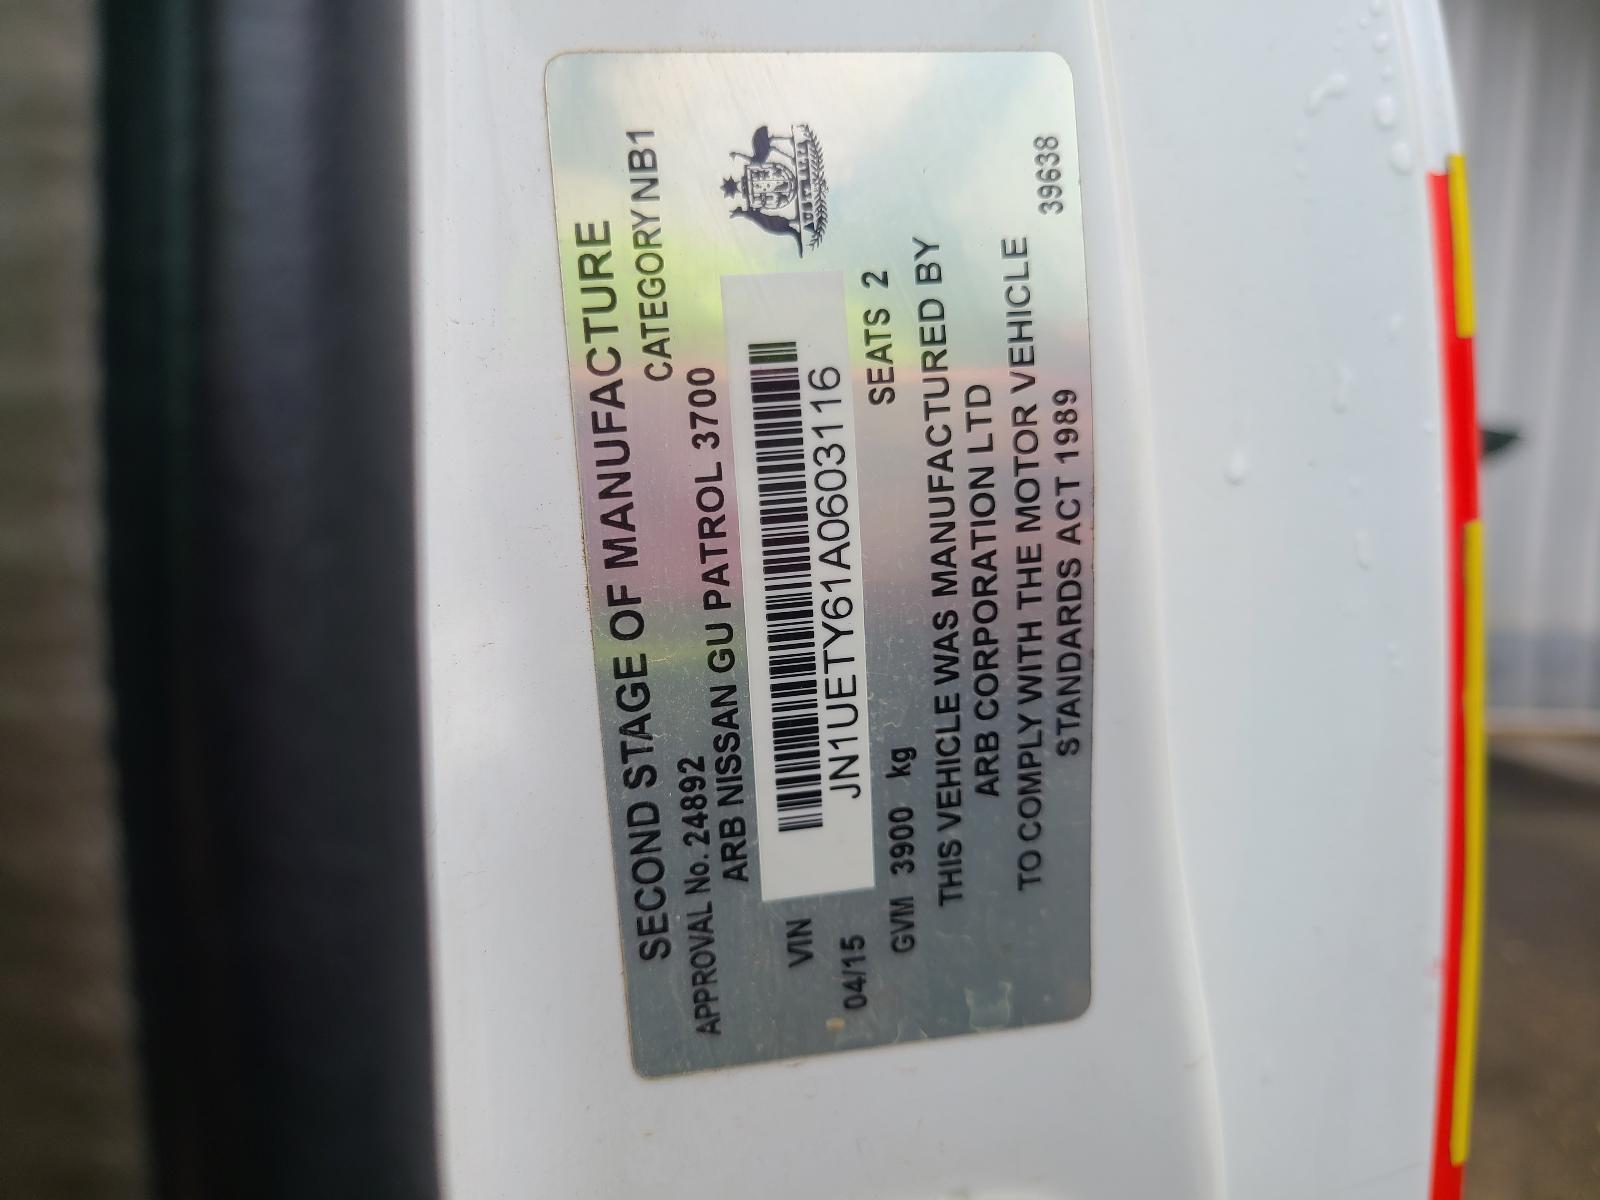 SECOND STAGE OF MANUFACTURE
APPROVAL No. 24892 CATEGORY NB1
ARB NISSAN GU PATROL 3700
VIN
JN1UETY61A0603116
AUSTRALIA
04/15
SEATS 2
GVM 3900 kg
THIS VEHICLE WAS MANUFACTURED BY
ARB CORPORATION LTD
TO COMPLY WITH THE MOTOR VEHICLE
STANDARDS ACT 1989
39638